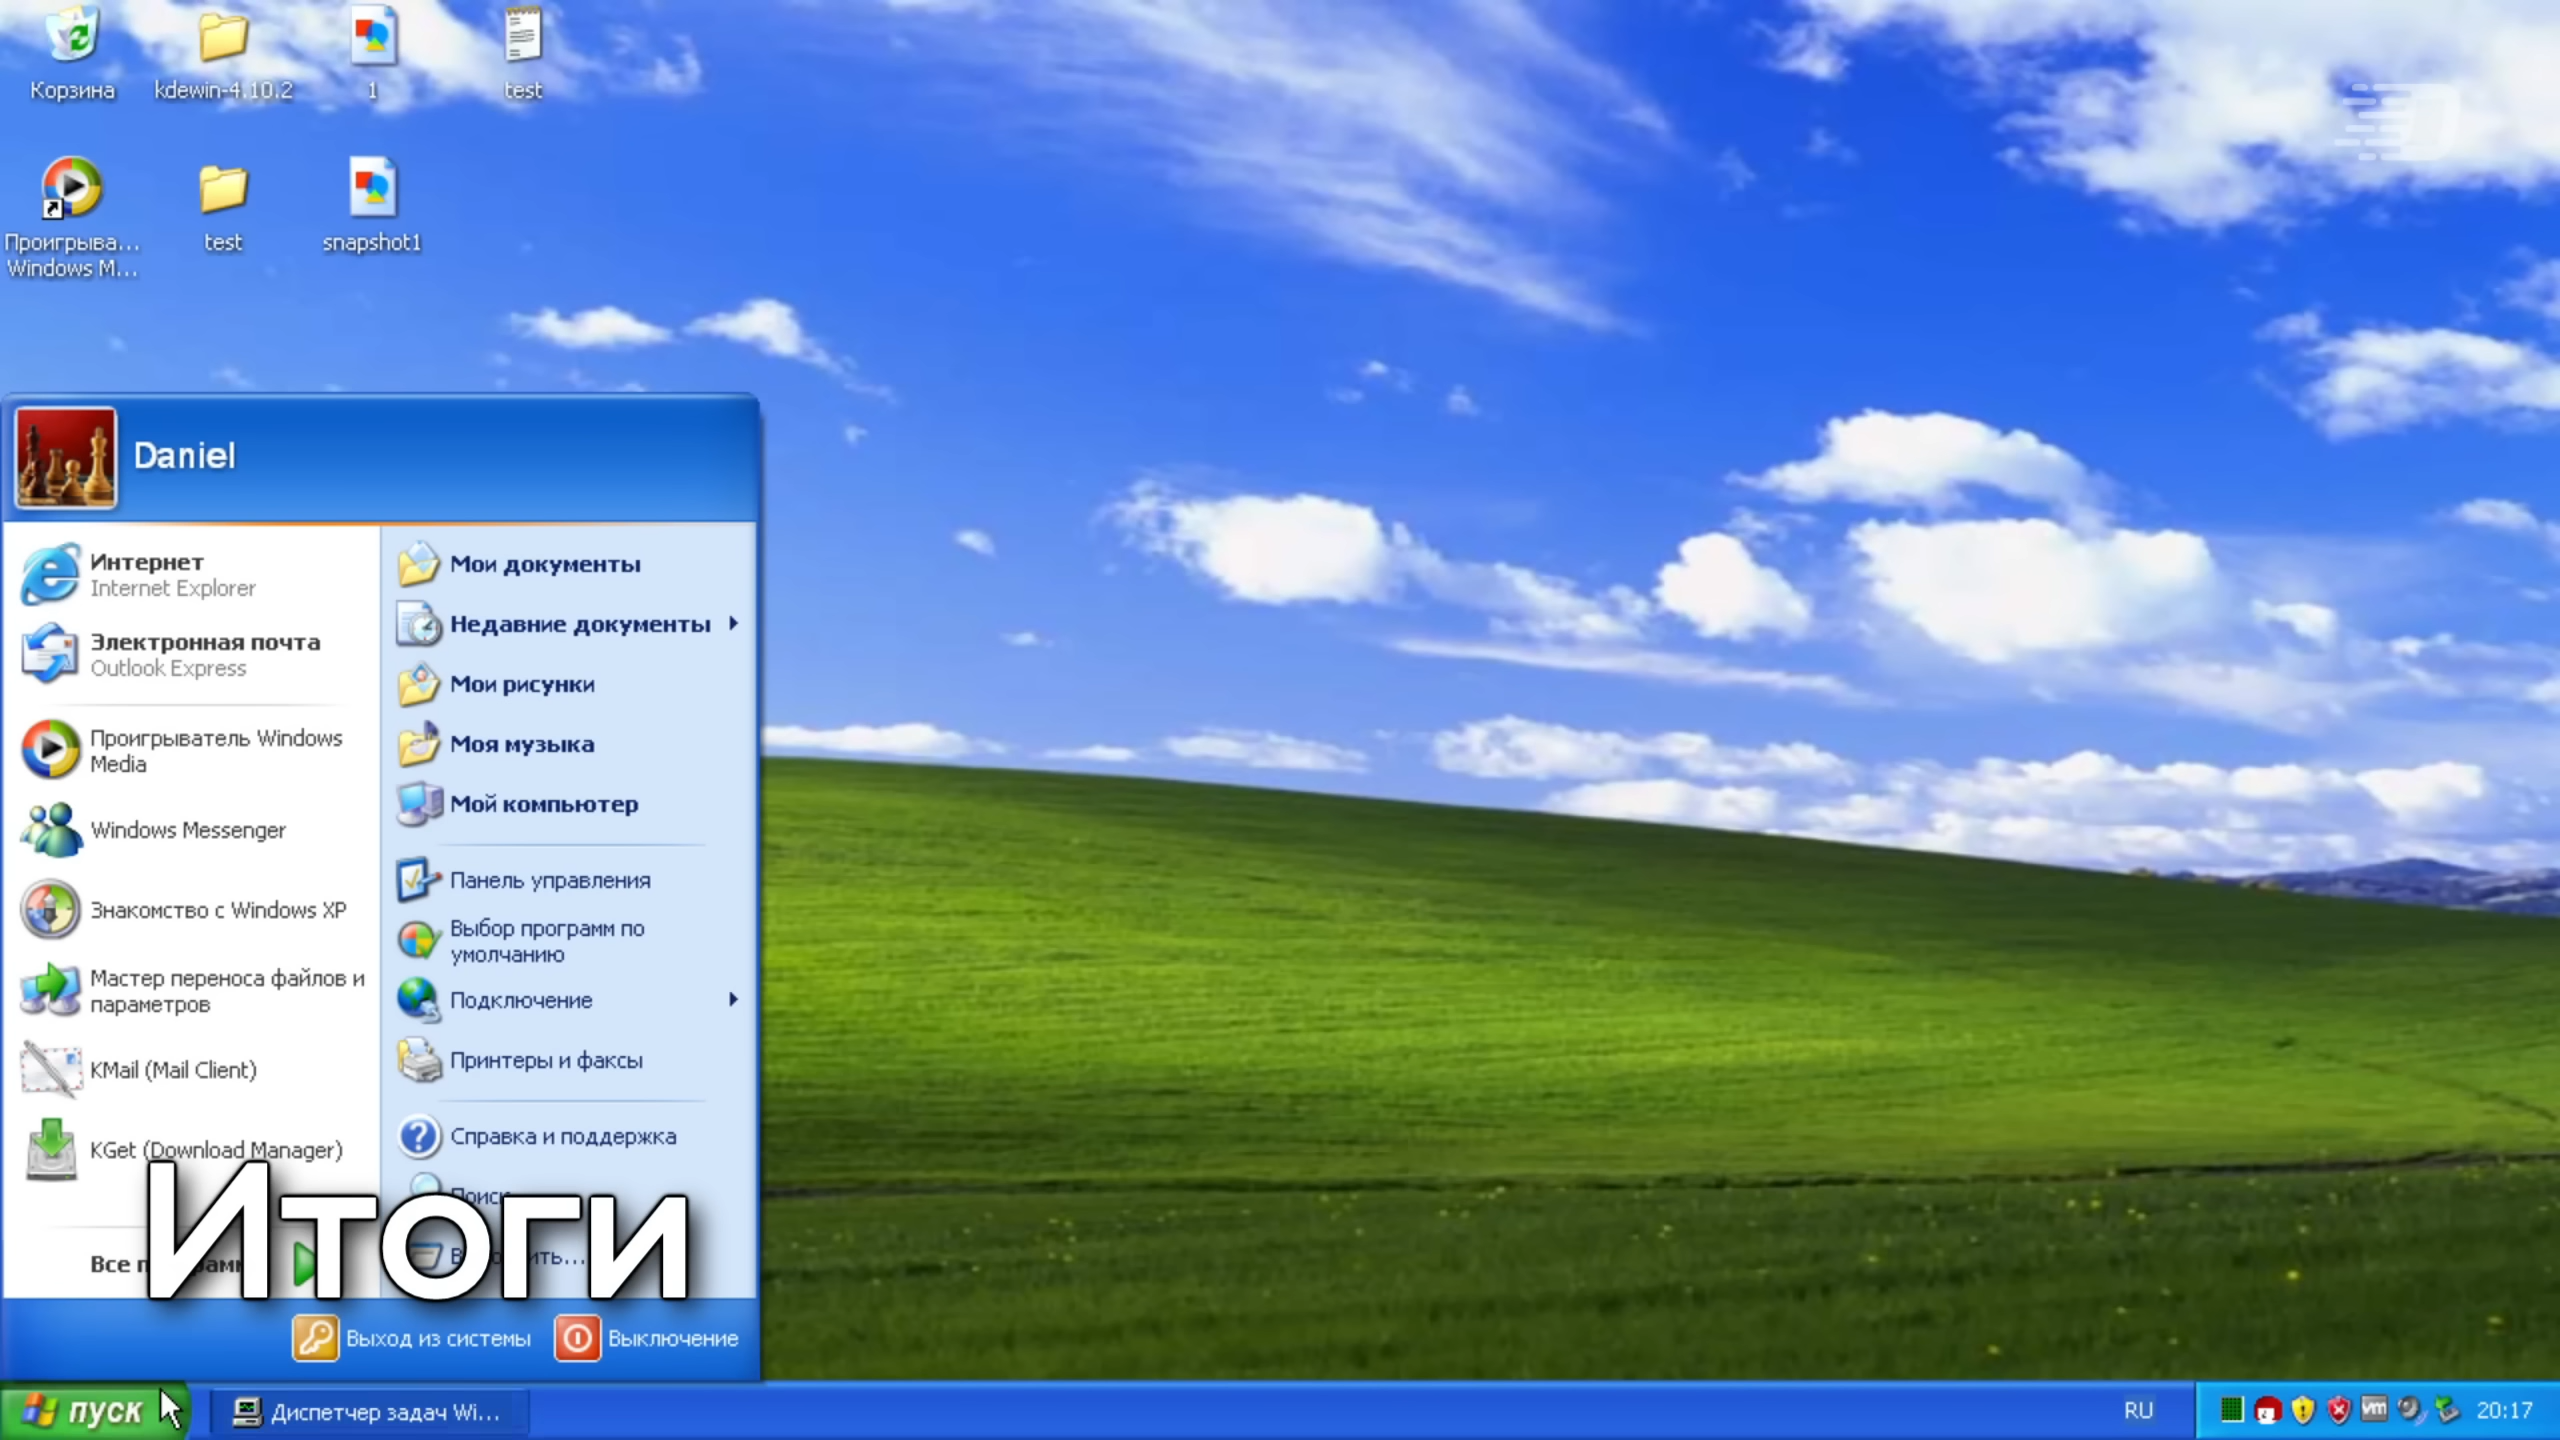 Корзина
kdewin-4.10.2
1
test
Проигрыва...
Windows M...
test
snapshot1
Daniel
Интернет
Internet Explorer
Электронная почта
Outlook Express
Проигрыватель Windows
Media
Windows Messenger
Знакомство с Windows XP
Мастер переноса файлов и
параметров
KMail (Mail Client)
KGet (Download Manager)
Все
Мои документы
Недавние документы
Мои рисунки
Моя музыка
Мой компьютер
Панель управления
Выбор программ по
умолчанию
Подключение
Принтеры и факсы
Справка и поддержка
Поиск
Итоги
Выход из системы
Выключение
пуск
Диспетчер задач Wi...
RU
vm
20:17